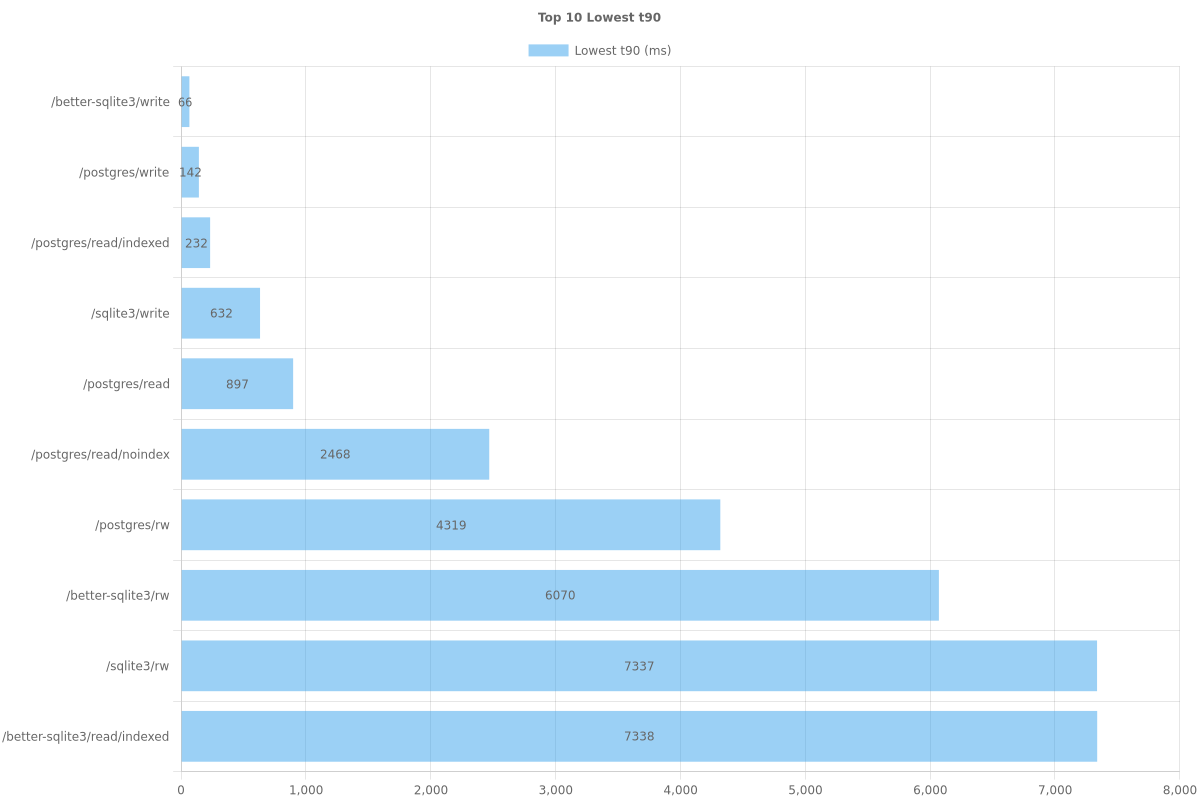 Top 10 Lowest t90
Lowest t90 (ms)
/better-sqlite3/write 66
/postgres/write 142
/postgres/read/indexed 232
/sqlite3/write 632
/postgres/read 897
/postgres/read/noindex 2468
/postgres/rw 4319
/better-sqlite3/rw 6070
/sqlite3/rw 7337
/better-sqlite3/read/indexed 7338
0 1,000 2,000 3,000 4,000 5,000 6,000 7,000 8,000